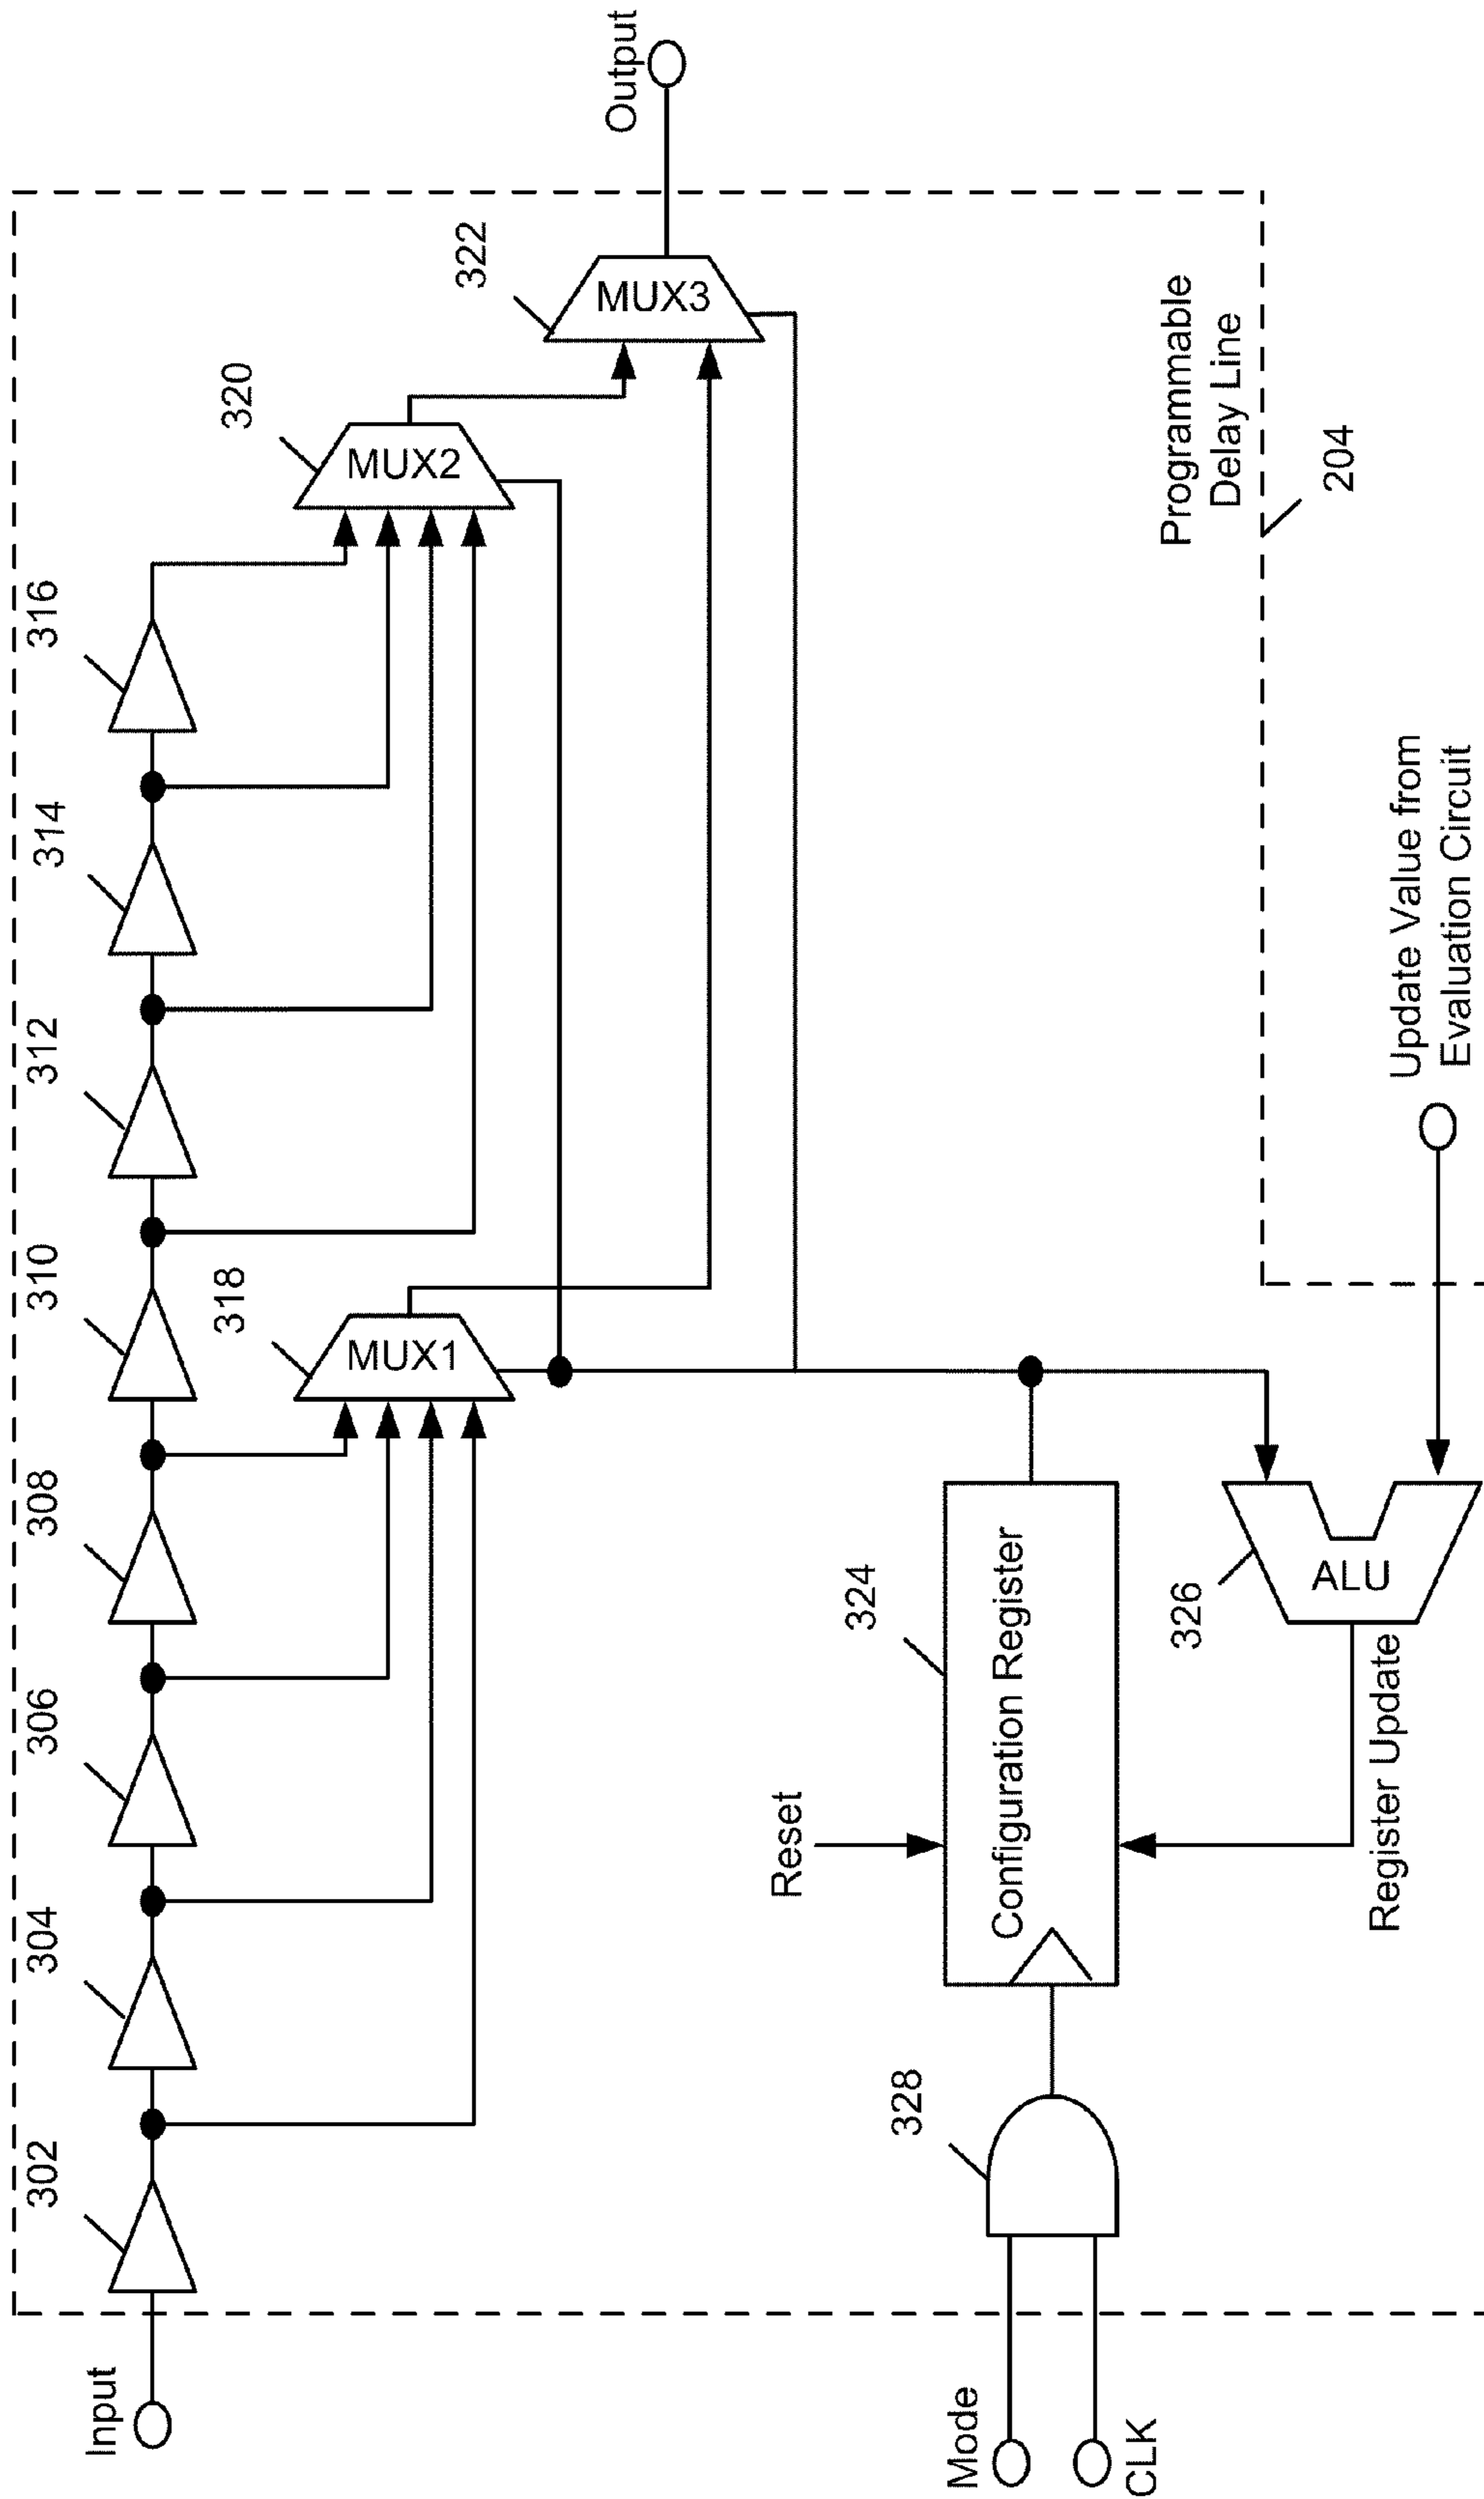 Input
302
304
306
308
310
312
314
316
318
MUX1
320
MUX2
322
MUX3
Output
Reset
324
Configuration Register
328
Mode
CLK
326
ALU
Register Update
Programmable
Delay Line
204
Update Value from
Evaluation Circuit